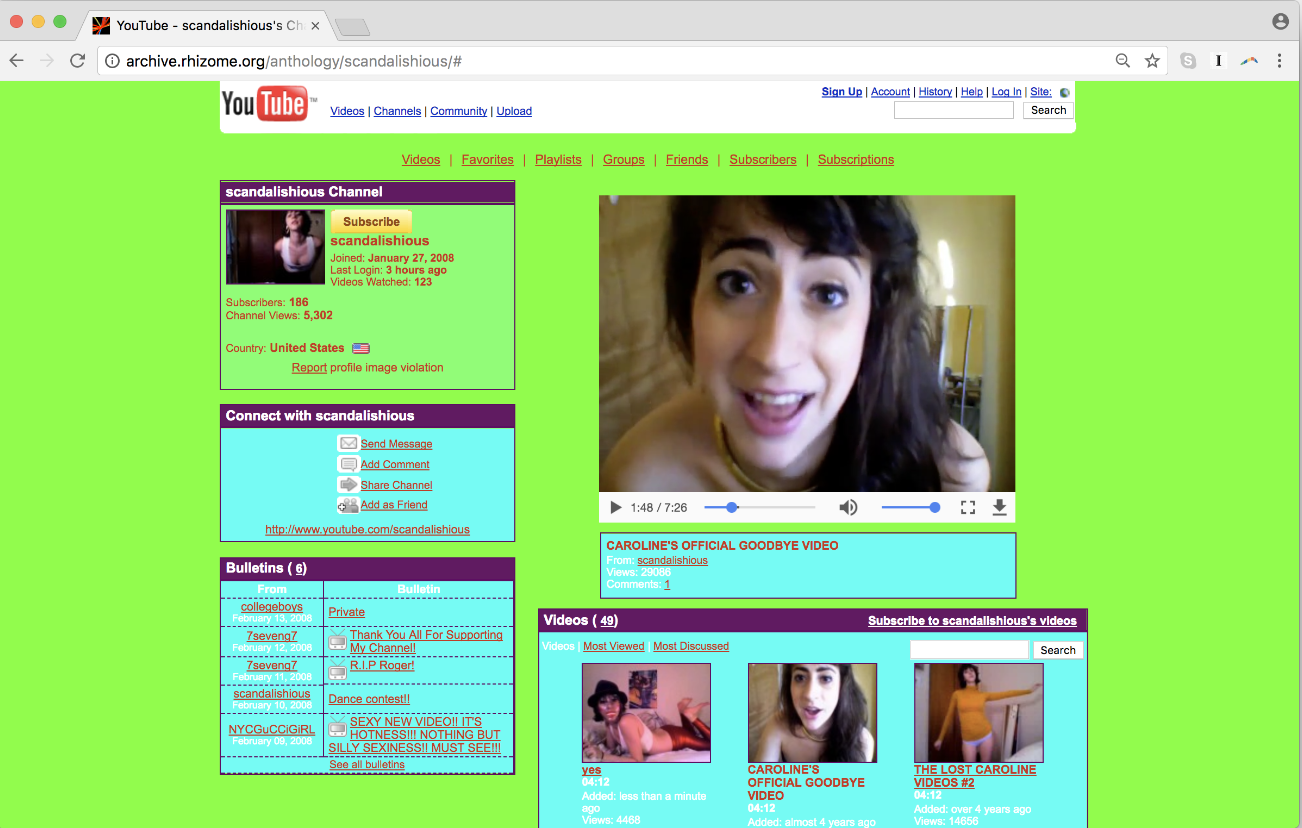 YouTube - scandalishious's Ch
archive.rhizome.org/anthology/scandalishious/#
YouTube™
Videos | Channels | Community | Upload
Sign Up | Account | History | Help | Log In | Site:
Search
Videos | Favorites | Playlists | Groups | Friends | Subscribers | Subscriptions
scandalishious Channel
Subscribe
scandalishious
Joined: January 27, 2008
Last Login: 3 hours ago
Videos Watched: 123
Subscribers: 186
Channel Views: 5,302
Country: United States
Report profile image violation
Connect with scandalishious
Send Message
Add Comment
Share Channel
Add as Friend
http://www.youtube.com/scandalishious
Bulletins ( 6)
From Bulletin
collegeboys
February 13, 2008
Private
7seveng7
February 12, 2008
Thank You All For Supporting
My Channel!
7seveng7
February 11, 2008
R.I.P Roger!
scandalishious
February 10, 2008
Dance contest!!
NYCGuCCiGiRL
February 09, 2008
SEXY NEW VIDEO!! IT'S
HOTNESS!!! NOTHING BUT
SILLY SEXINESS!! MUST SEE!!!
See all bulletins
1:48 / 7:26
CAROLINE'S OFFICIAL GOODBYE VIDEO
From: scandalishious
Views: 29088
Comments: 1
Videos ( 49)
Subscribe to scandalishious's videos
Videos | Most Viewed | Most Discussed
Search
yes
04:12
Added: less than a minute
ago
Views: 4468
CAROLINE'S
OFFICIAL GOODBYE
VIDEO
04:12
Added: almost 4 years ago
THE LOST CAROLINE
VIDEOS #2
04:12
Added: over 4 years ago
Views: 14656